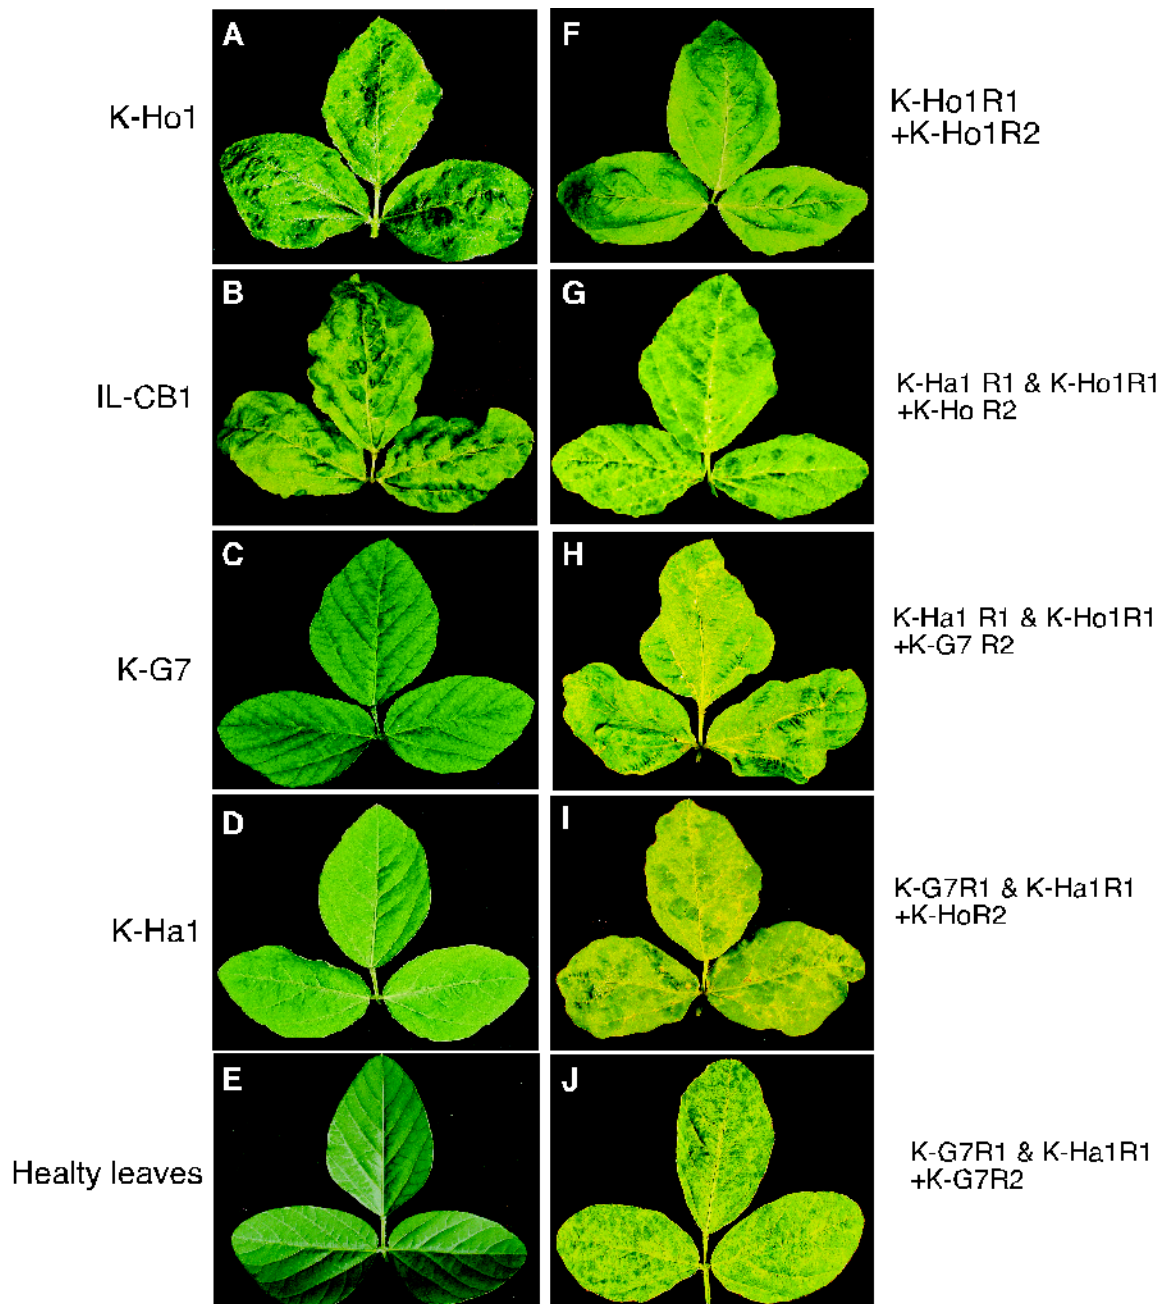 A
K-Ho1
F
K-Ho1R1
+K-Ho1R2
B
IL-CB1
G
K-Ha1 R1 & K-Ho1R1
+K-Ho R2
C
K-G7
H
K-Ha1 R1 & K-Ho1R1
+K-G7 R2
D
K-Ha1
I
K-G7R1 & K-Ha1R1
+K-HoR2
E
Healty leaves
J
K-G7R1 & K-Ha1R1
+K-G7R2